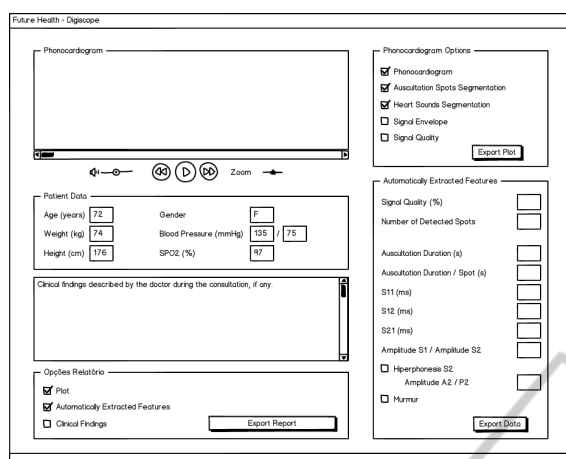 Future Health - Digiscope
Phonocardiogram
Zoom
Patient Data
Age (years) 72 Gender F
Weight (kg) 74 Blood Pressure (mmHg) 135 / 75
Height (cm) 176 SPO2 (%) 97
Clinical findings described by the doctor during the consultation, if any.
Opções Relatório
Plot
Automatically Extracted Features
Clinical Findings Export Report
Phonocardiogram Options
Phonocardiogram
Auscultation Spots Segmentation
Heart Sounds Segmentation
Signal Envelope
Signal Quality
Export Plot
Automatically Extracted Features
Signal Quality (%)
Number of Detected Spots
Auscultation Duration (s)
Auscultation Duration / Spot (s)
S11 (ms)
S12 (ms)
S21 (ms)
Amplitude S1 / Amplitude S2
Hiperphonesis S2
Amplitude A2 / P2
Murmur
Export Data